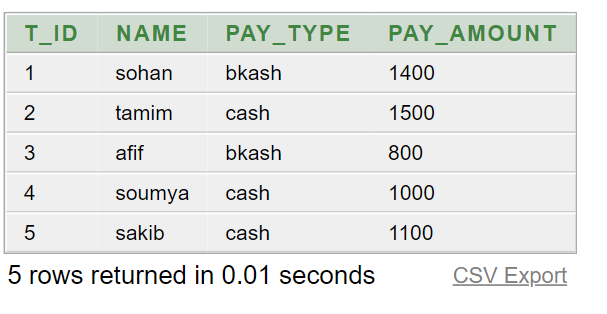 T_ID NAME PAY_TYPE PAY_AMOUNT
1 sohan bkash 1400
2 tamim cash 1500
3 afif bkash 800
4 soumya cash 1000
5 sakib cash 1100
5 rows returned in 0.01 seconds CSV Export